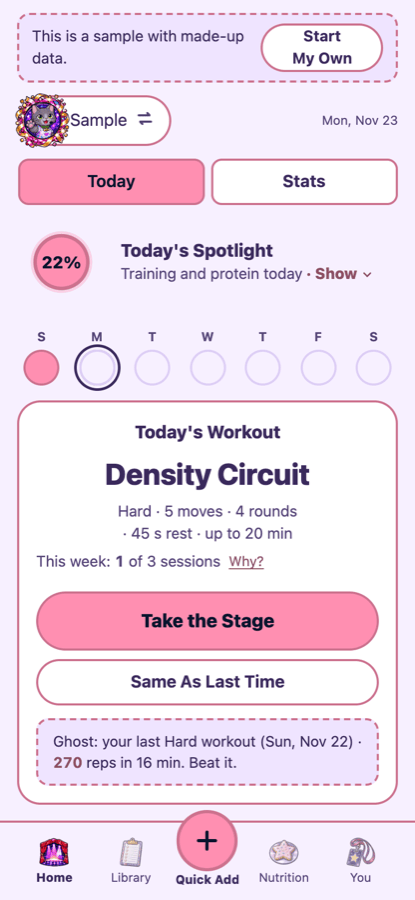 This is a sample with made-up
data.
Start
My Own
Sample
Mon, Nov 23
Today
Stats
22%
Today's Spotlight
Training and protein today · Show
S M T W T F S
Today's Workout
Density Circuit
Hard · 5 moves · 4 rounds
· 45 s rest · up to 20 min
This week: 1 of 3 sessions Why?
Take the Stage
Same As Last Time
Ghost: your last Hard workout (Sun, Nov 22) ·
270 reps in 16 min. Beat it.
+
Home
Library
Quick Add
Nutrition
You